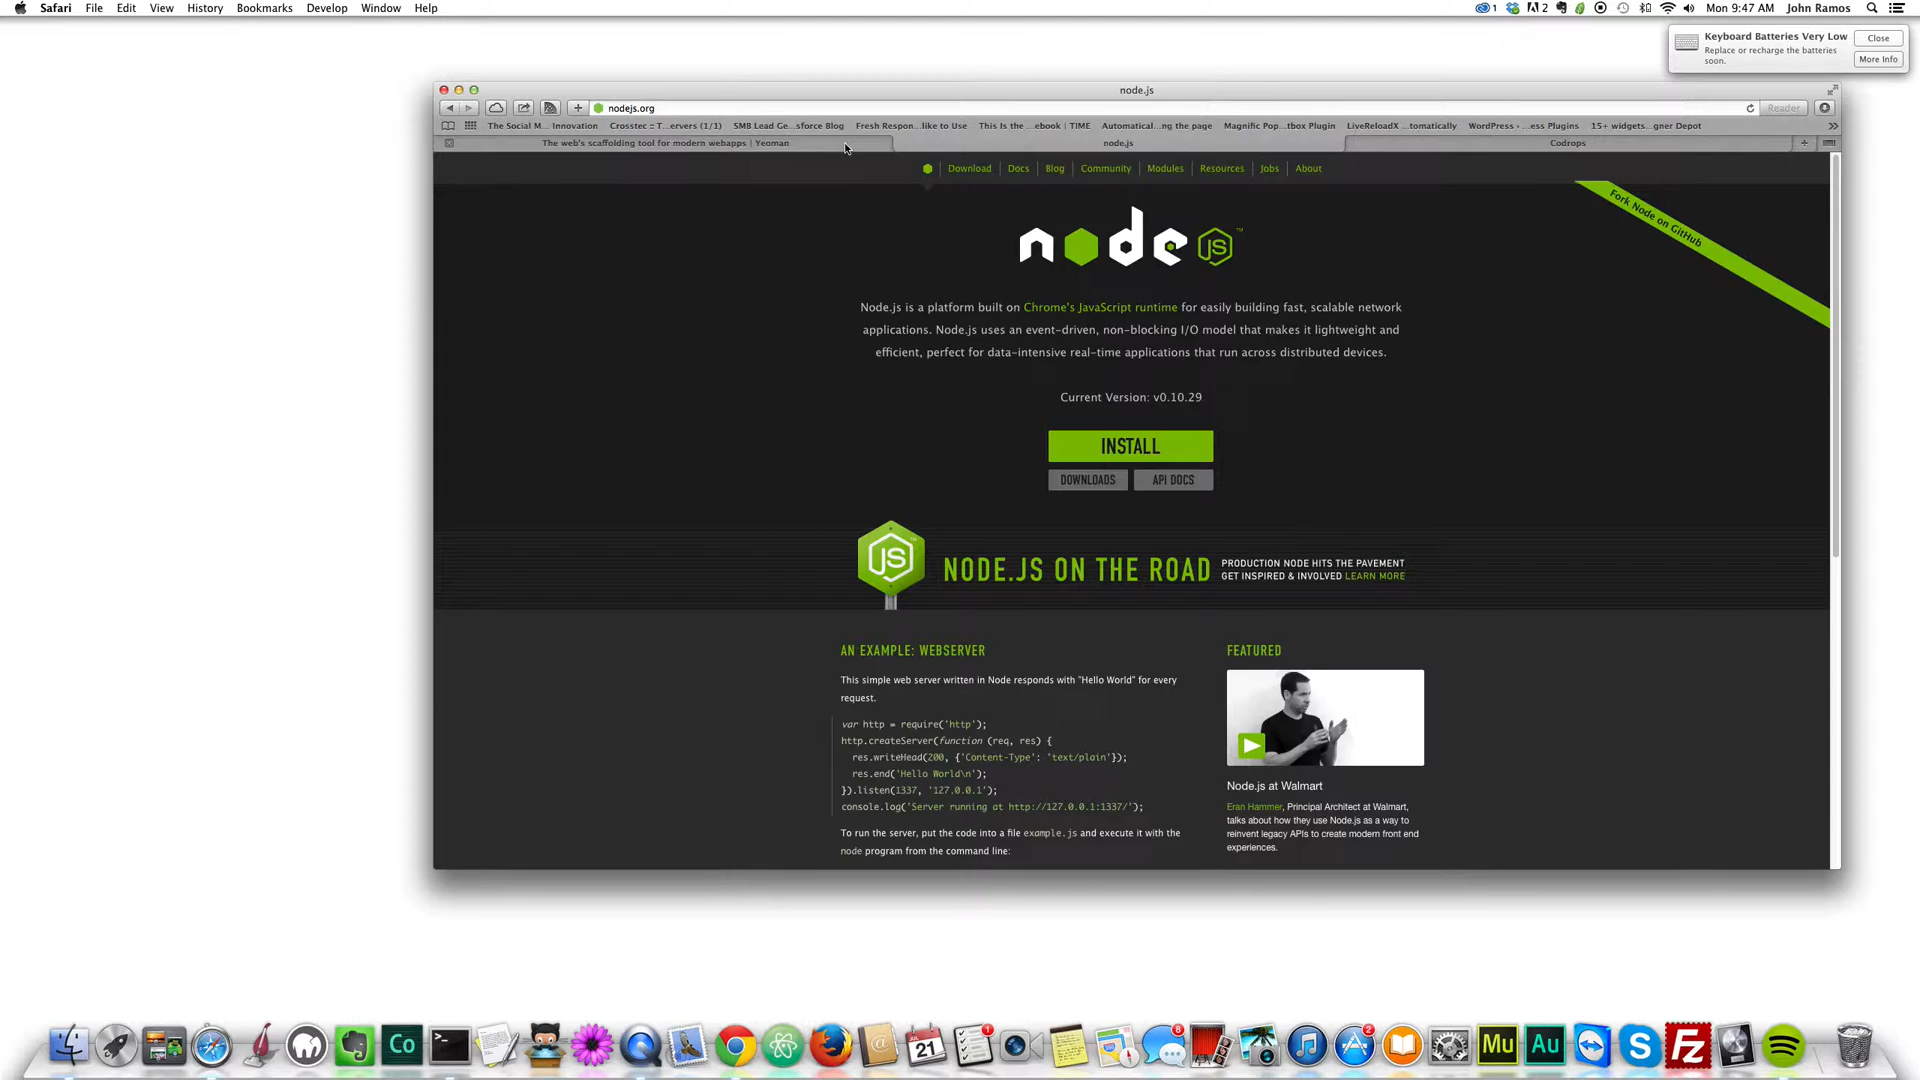 Safari File Edit View History Bookmarks Develop Window Help
1 2 Mon 9:47 AM John Ramos
Keyboard Batteries Very Low
Replace or recharge the batteries soon.
Close
More Info
node.js
nodejs.org
Reader
The Social M... Innovation Crosstec :: T...ervers (1/1) SMB Lead Ge...sforce Blog Fresh Respon...like to Use This Is the ...ebook | TIME Automatical...ng the page Magnific Pop...tbox Plugin LiveReloadX ...tomatically WordPress › ...ess Plugins 15+ widgets...gner Depot
The web's scaffolding tool for modern webapps | Yeoman
node.js
Codrops
Download Docs Blog Community Modules Resources Jobs About
Fork Node on GitHub
node JS ™
Node.js is a platform built on Chrome's JavaScript runtime for easily building fast, scalable network
applications. Node.js uses an event-driven, non-blocking I/O model that makes it lightweight and
efficient, perfect for data-intensive real-time applications that run across distributed devices.
Current Version: v0.10.29
INSTALL
DOWNLOADS API DOCS
JS
NODE.JS ON THE ROAD
PRODUCTION NODE HITS THE PAVEMENT
GET INSPIRED & INVOLVED LEARN MORE
AN EXAMPLE: WEBSERVER
This simple web server written in Node responds with "Hello World" for every
request.
var http = require('http');
http.createServer(function (req, res) {
res.writeHead(200, {'Content-Type': 'text/plain'});
res.end('Hello World\n');
}).listen(1337, '127.0.0.1');
console.log('Server running at http://127.0.0.1:1337/');
To run the server, put the code into a file example.js and execute it with the
node program from the command line:
FEATURED
Node.js at Walmart
Eran Hammer, Principal Architect at Walmart,
talks about how they use Node.js as a way to
reinvent legacy APIs to create modern front end
experiences.
Co 21 1 8 2 Mu Au S Fz